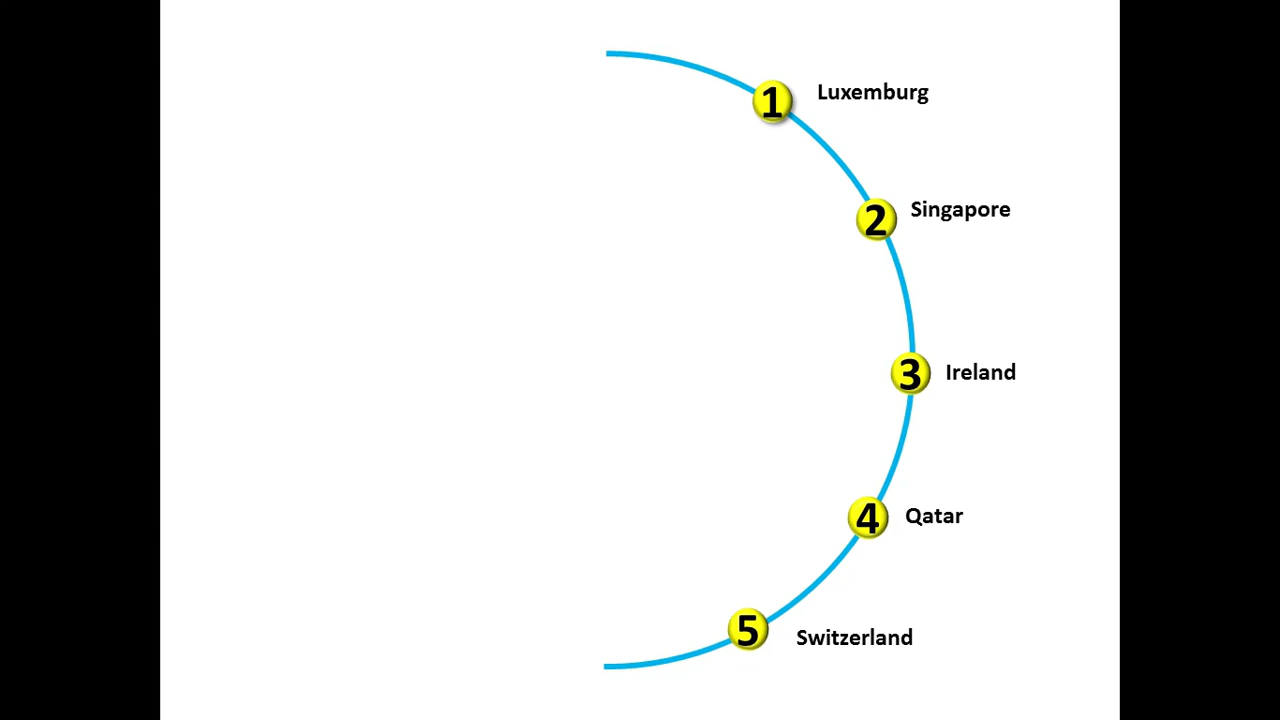 1 Luxemburg
2 Singapore
3 Ireland
4 Qatar
5 Switzerland